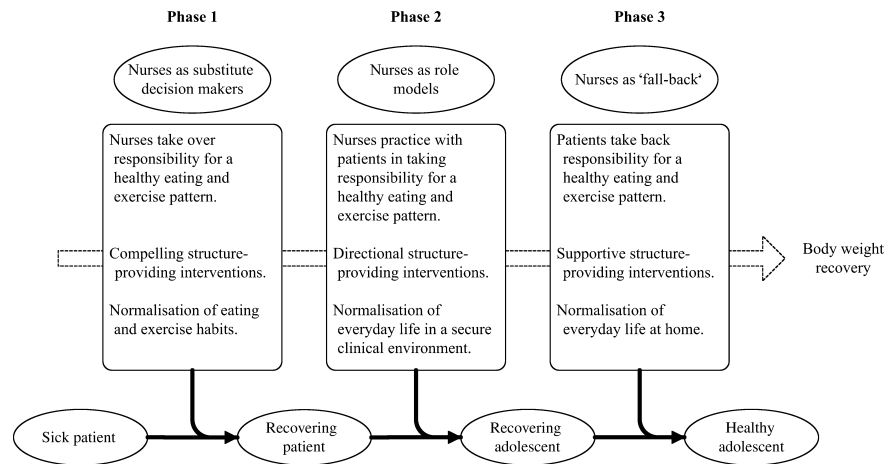 Phase 1
Phase 2
Phase 3
Nurses as substitute
decision makers
Nurses as role
models
Nurses as ‘fall-back‘
Nurses take over
responsibility for a
healthy eating and
exercise pattern.
Compelling structure-
providing interventions.
Normalisation of eating
and exercise habits.
Nurses practice with
patients in taking
responsibility for a
healthy eating and
exercise pattern.
Directional structure-
providing interventions.
Normalisation of
everyday life in a secure
clinical environment.
Patients take back
responsibility for a
healthy eating and
exercise pattern.
Supportive structure-
providing interventions.
Normalisation of
everyday life at home.
Body weight
recovery
Sick patient
Recovering
patient
Recovering
adolescent
Healthy
adolescent